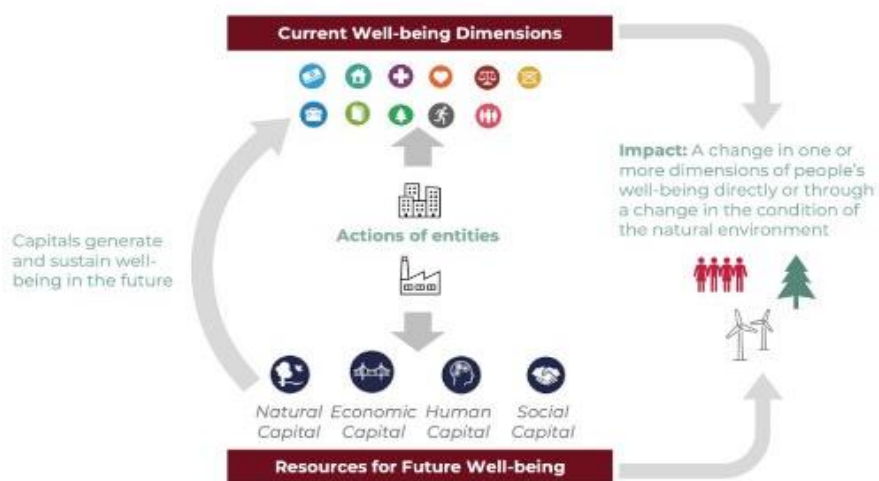 Current Well-being Dimensions
Impact: A change in one or
more dimensions of people's
well-being directly or through
a change in the condition of
the natural environment
Actions of entities
Capitals generate
and sustain well-
being in the future
Natural Economic Human Social
Capital Capital Capital Capital
Resources for Future Well-being